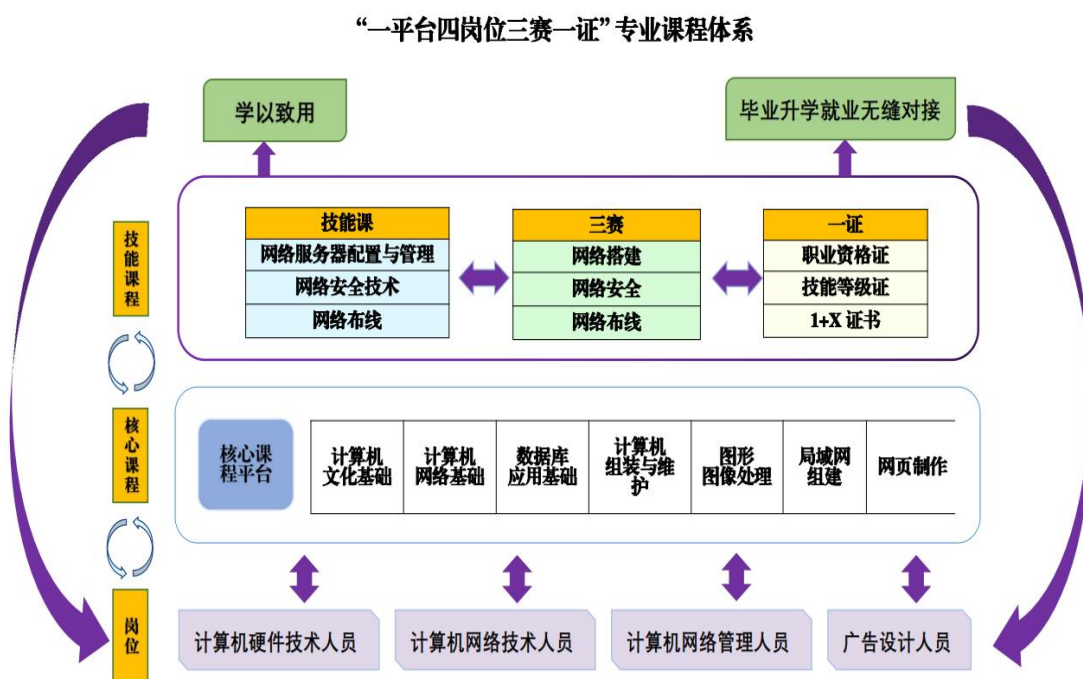 “一平台四岗位三赛一证”专业课程体系
学以致用
毕业升学就业无缝对接
技能课程
技能课
网络服务器配置与管理
网络安全技术
网络布线
三赛
网络搭建
网络安全
网络布线
一证
职业资格证
技能等级证
1+X 证书
核心课程
核心课
程平台
计算机
文化基础
计算机
网络基础
数据库
应用基础
计算机
组装与维
护
图形
图像处理
局域网
组建
网页制作
岗位
计算机硬件技术人员
计算机网络技术人员
计算机网络管理人员
广告设计人员